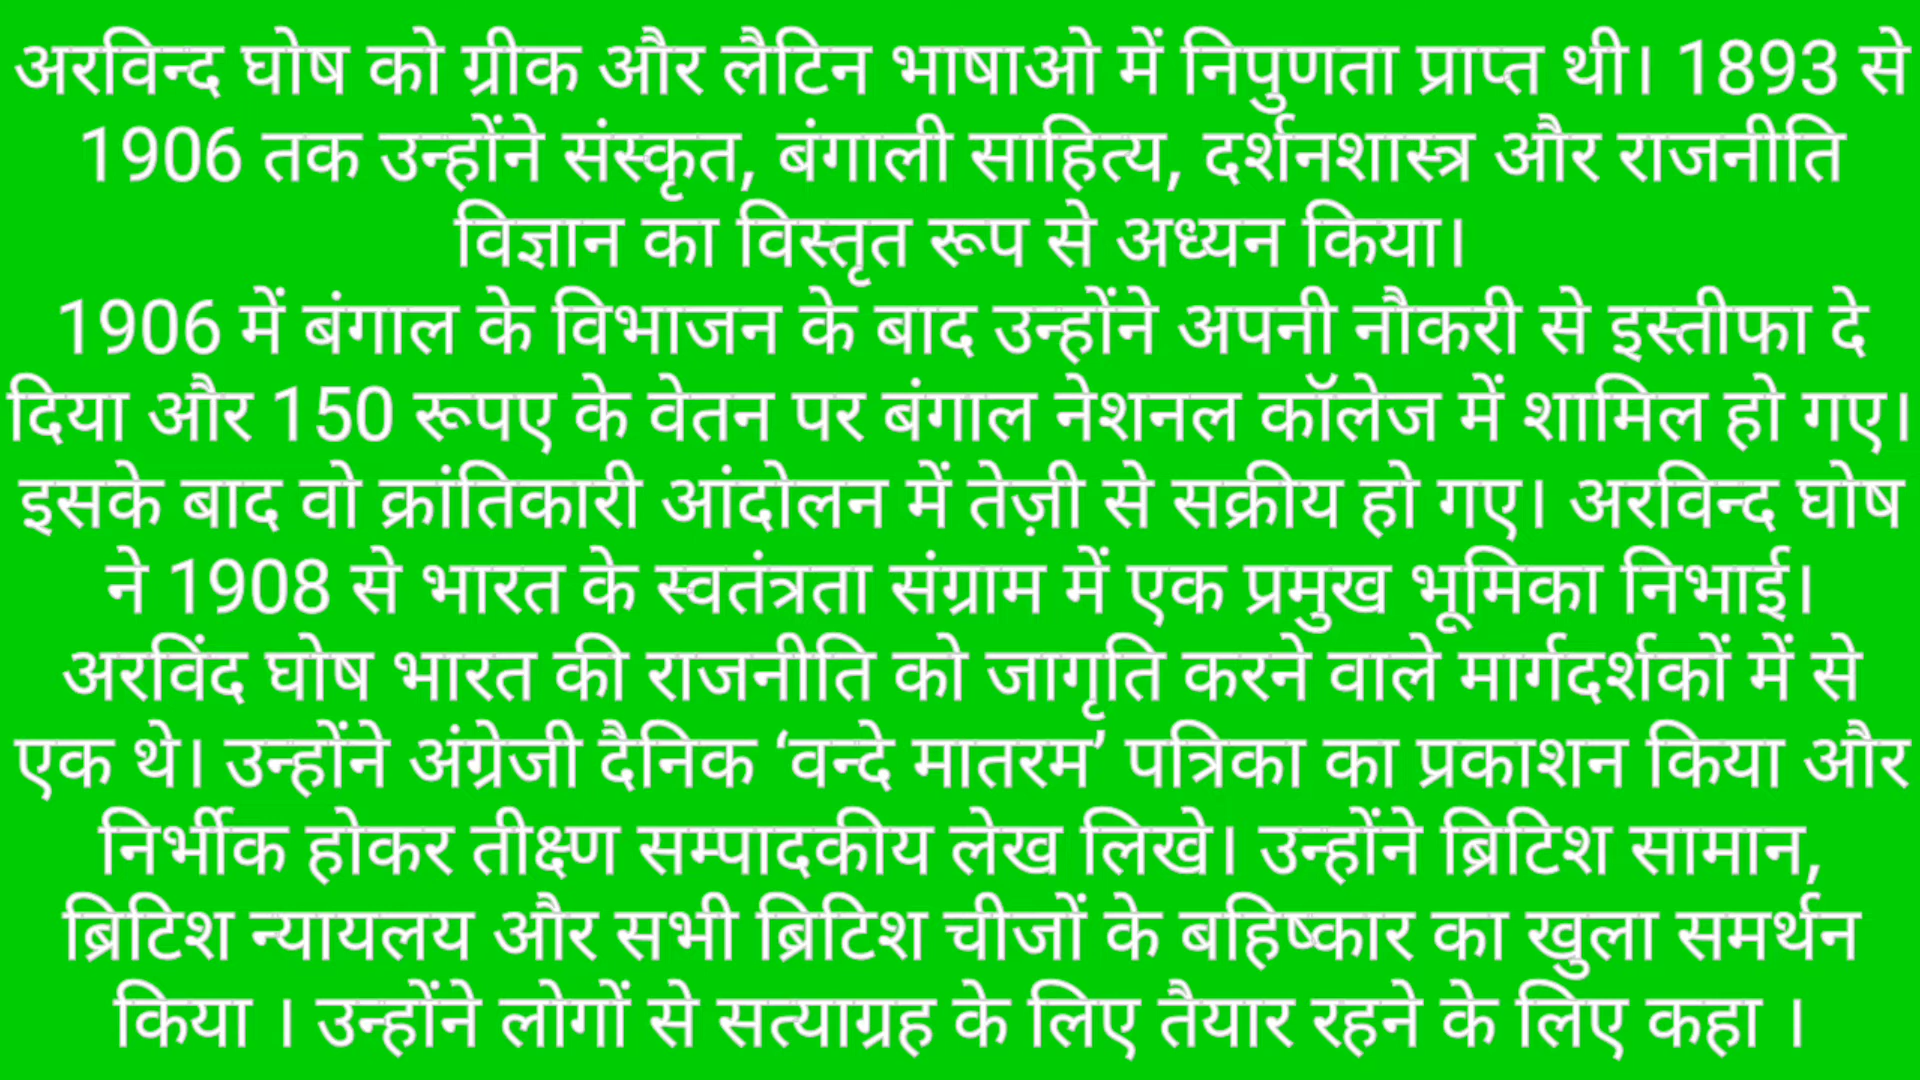 अरविन्द घोष को ग्रीक और लैटिन भाषाओ में निपुणता प्राप्त थी। 1893 से
1906 तक उन्होंने संस्कृत, बंगाली साहित्य, दर्शनशास्त्र और राजनीति
विज्ञान का विस्तृत रूप से अध्यन किया।
1906 में बंगाल के विभाजन के बाद उन्होंने अपनी नौकरी से इस्तीफा दे
दिया और 150 रूपए के वेतन पर बंगाल नेशनल कॉलेज में शामिल हो गए।
इसके बाद वो क्रांतिकारी आंदोलन में तेज़ी से सक्रीय हो गए। अरविन्द घोष
ने 1908 से भारत के स्वतंत्रता संग्राम में एक प्रमुख भूमिका निभाई।
अरविंद घोष भारत की राजनीति को जागृति करने वाले मार्गदर्शकों में से
एक थे। उन्होंने अंग्रेजी दैनिक ‘वन्दे मातरम’ पत्रिका का प्रकाशन किया और
निर्भीक होकर तीक्ष्ण सम्पादकीय लेख लिखे। उन्होंने ब्रिटिश सामान,
ब्रिटिश न्यायलय और सभी ब्रिटिश चीजों के बहिष्कार का खुला समर्थन
किया । उन्होंने लोगों से सत्याग्रह के लिए तैयार रहने के लिए कहा ।